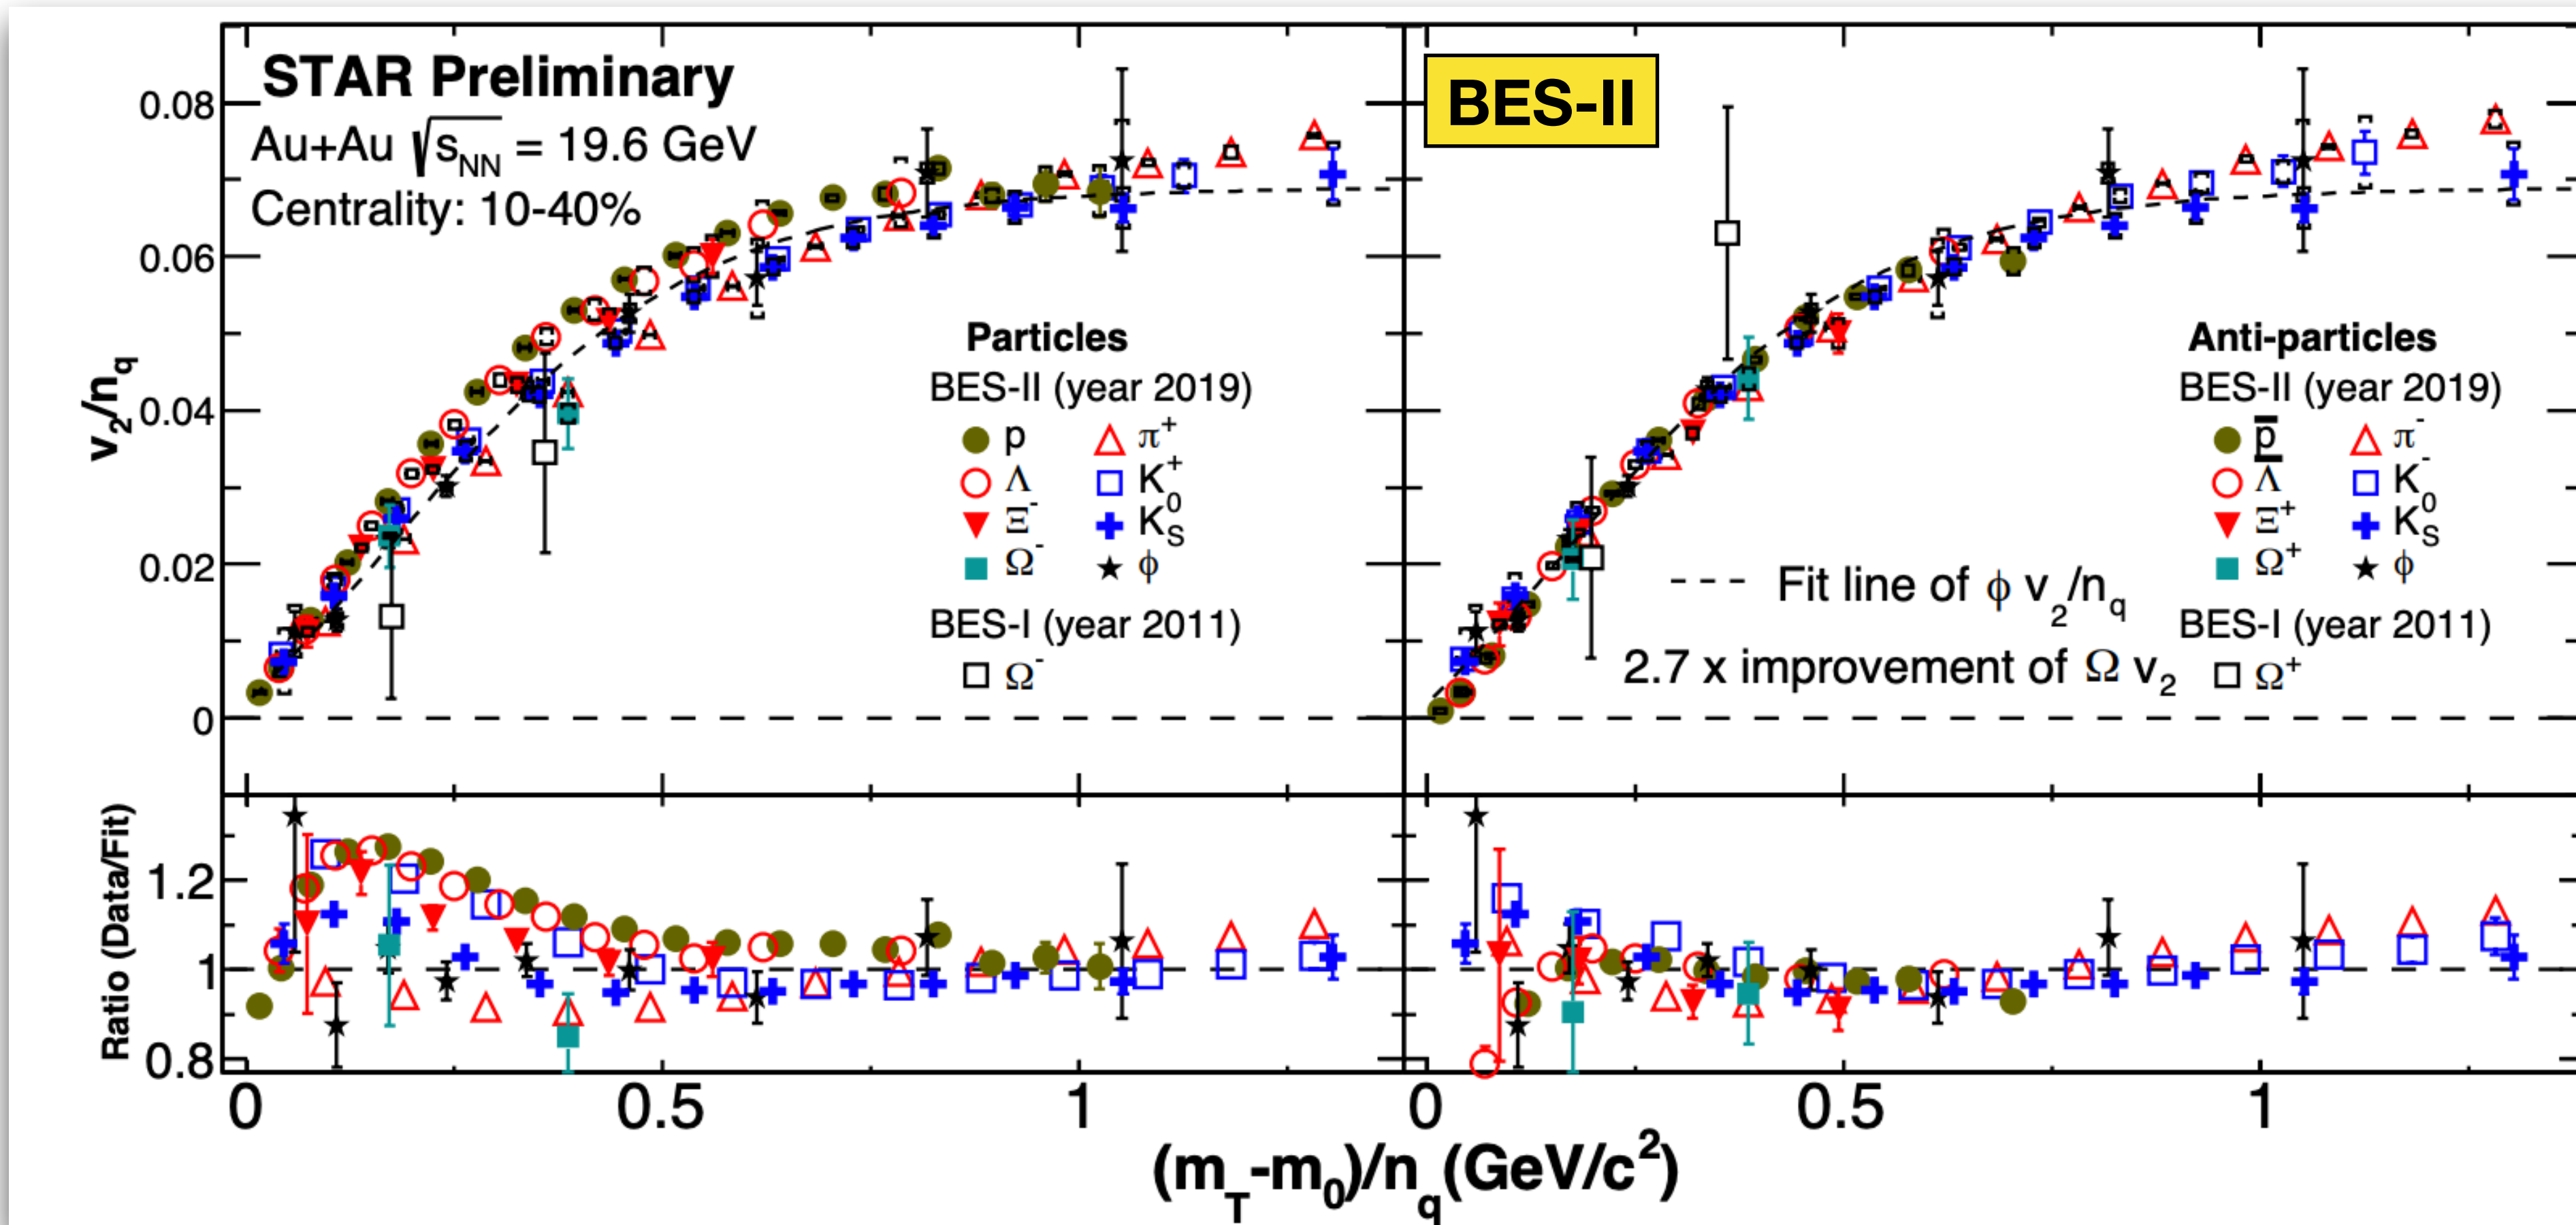 STAR Preliminary
Au+Au √sNN = 19.6 GeV
Centrality: 10-40%
BES-II
v2/nq
0.08
0.06
0.04
0.02
0
Particles
BES-II (year 2019)
p π+
Λ K+
Ξ- K0S
Ω- ϕ
BES-I (year 2011)
Ω-
Anti-particles
BES-II (year 2019)
p̅ π-
Λ̅ K-
Ξ+ K0S
Ω+ ϕ
BES-I (year 2011)
Ω+
Fit line of ϕ v2/nq
2.7 x improvement of Ω v2
Ratio (Data/Fit)
1.2
1
0.8
0 0.5 1 0 0.5 1
(mT-m0)/nq(GeV/c2)